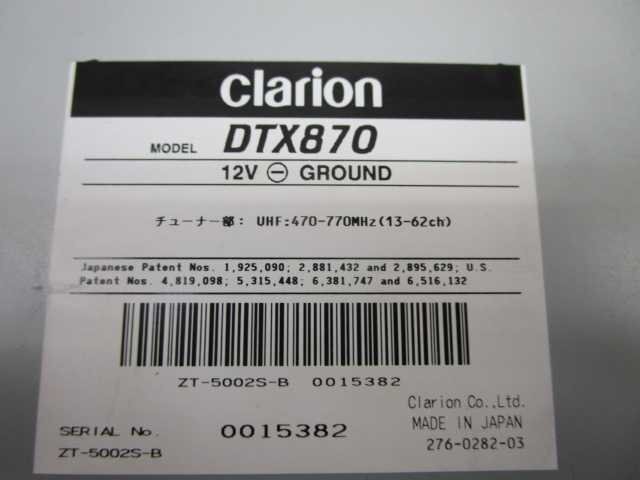 clarion
MODEL DTX870
12V ⊖ GROUND
チューナー部: UHF:470-770MHz(13-62ch)
Japanese Patent Nos. 1,925,090; 2,881,432 and 2,895,629; U.S.
Patent Nos. 4,819,098; 5,315,448; 6,381,747 and 6,516,132
ZT-5002S-B 0015382
Clarion Co.,Ltd.
MADE IN JAPAN
276-0282-03
SERIAL No. 0015382
ZT-5002S-B